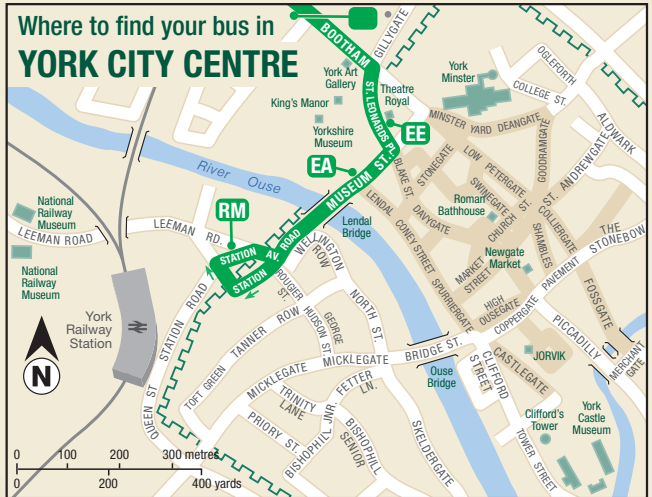 Where to find your bus in
YORK CITY CENTRE
BOOTHAM
GILLYGATE
York Art
Gallery
ST. LEONARDS PL.
Theatre
Royal
King's Manor
Yorkshire
Museum
York
Minster
OGLEFORTH
COLLEGE ST.
ALDWARK
MINSTER YARD
DEANGATE
GOODRAMGATE
EE
EA
MUSEUM ST.
BLAKE ST.
STONEGATE
LOW PETERGATE
SWINEGATE
CHURCH ST.
ST. ANDREWGATE
River Ouse
RM
LENDAL
Lendal
Bridge
DAVYGATE
CONEY STREET
Roman
Bathhouse
COLLIERGATE
SHAMBLES
THE
STONEBOW
National
Railway
Museum
LEEMAN ROAD
LEEMAN RD.
STATION AV.
STATION ROAD
WELLINGTON
ROW
Newgate
Market
MARKET
STREET
SPURRIERGATE
FOSSGATE
National
Railway
Museum
ROUGIER
ST.
NORTH ST.
HIGH
OUSEGATE
COPPERGATE
PAVEMENT
PICCADILLY
MERCHANT
GATE
York
Railway
Station
STATION ROAD
TANNER ROW
HUDSON ST.
GEORGE
TOFT GREEN
MICKLEGATE
MICKLEGATE
BRIDGE ST.
Ouse
Bridge
CLIFFORD
STREET
CASTLEGATE
JORVIK
N
QUEEN ST.
TRINITY
LANE
FETTER
LN.
PRIORY ST.
BISHOPHILL JNR
BISHOPHILL
SENIOR
SKELDERGATE
Clifford's
Tower
York
Castle
Museum
TOWER STREET
0 100 200 300 metres
0 200 400 yards